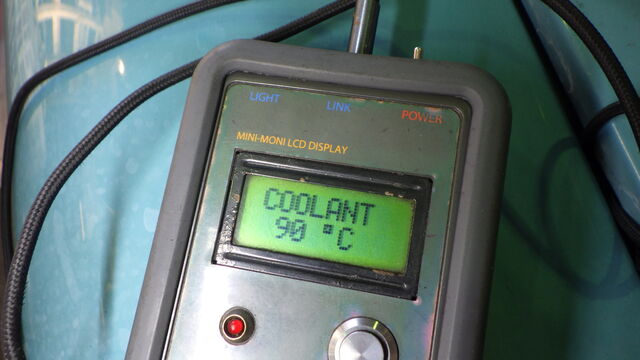 LIGHT LINK POWER
MINI-MONI LCD DISPLAY
COOLANT
90 °C